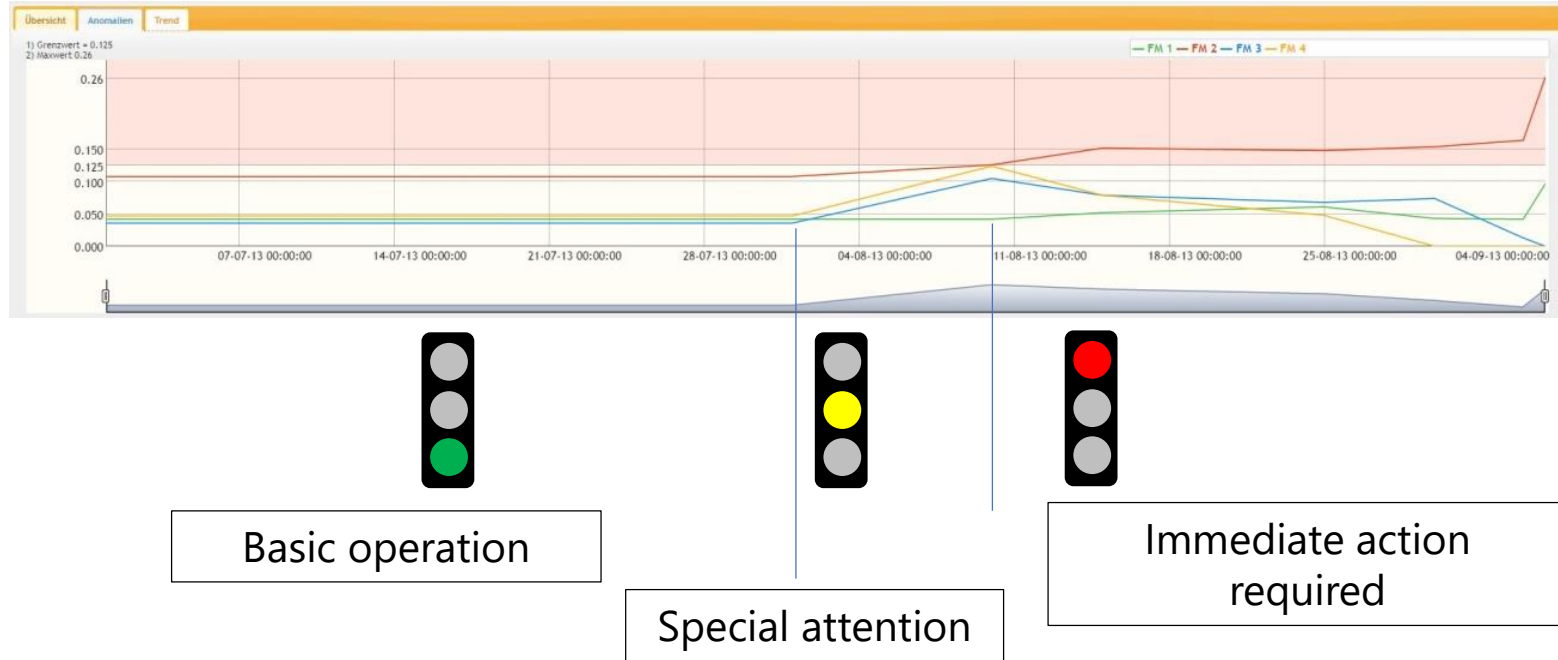 Übersicht Anomalien Trend
1) Grenzwert = 0.125
2) Maxwert 0.26
— FM 1 — FM 2 — FM 3 — FM 4
0.26
0.150
0.125
0.100
0.050
0.000
07-07-13 00:00:00 14-07-13 00:00:00 21-07-13 00:00:00 28-07-13 00:00:00 04-08-13 00:00:00 11-08-13 00:00:00 18-08-13 00:00:00 25-08-13 00:00:00 04-09-13 00:00:00
Basic operation
Immediate action
required
Special attention